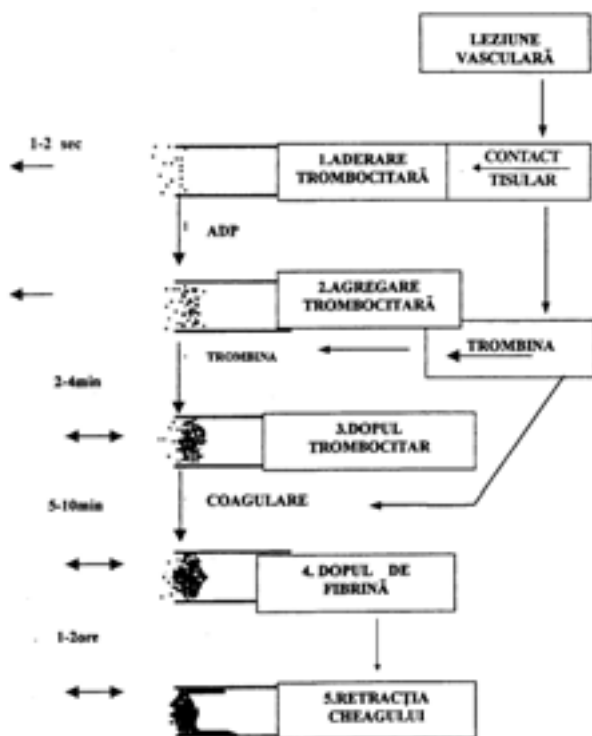 LEZIUNE
VASCULARĂ
1-2 sec
1.ADERARE
TROMBOCITARĂ
CONTACT
TISULAR
ADP
2.AGREGARE
TROMBOCITARĂ
TROMBINA
TROMBINA
2-4min
3.DOPUL
TROMBOCITAR
5-10min
COAGULARE
4. DOPUL DE
FIBRINĂ
1-2ore
5.RETRACȚIA
CHEAGULUI